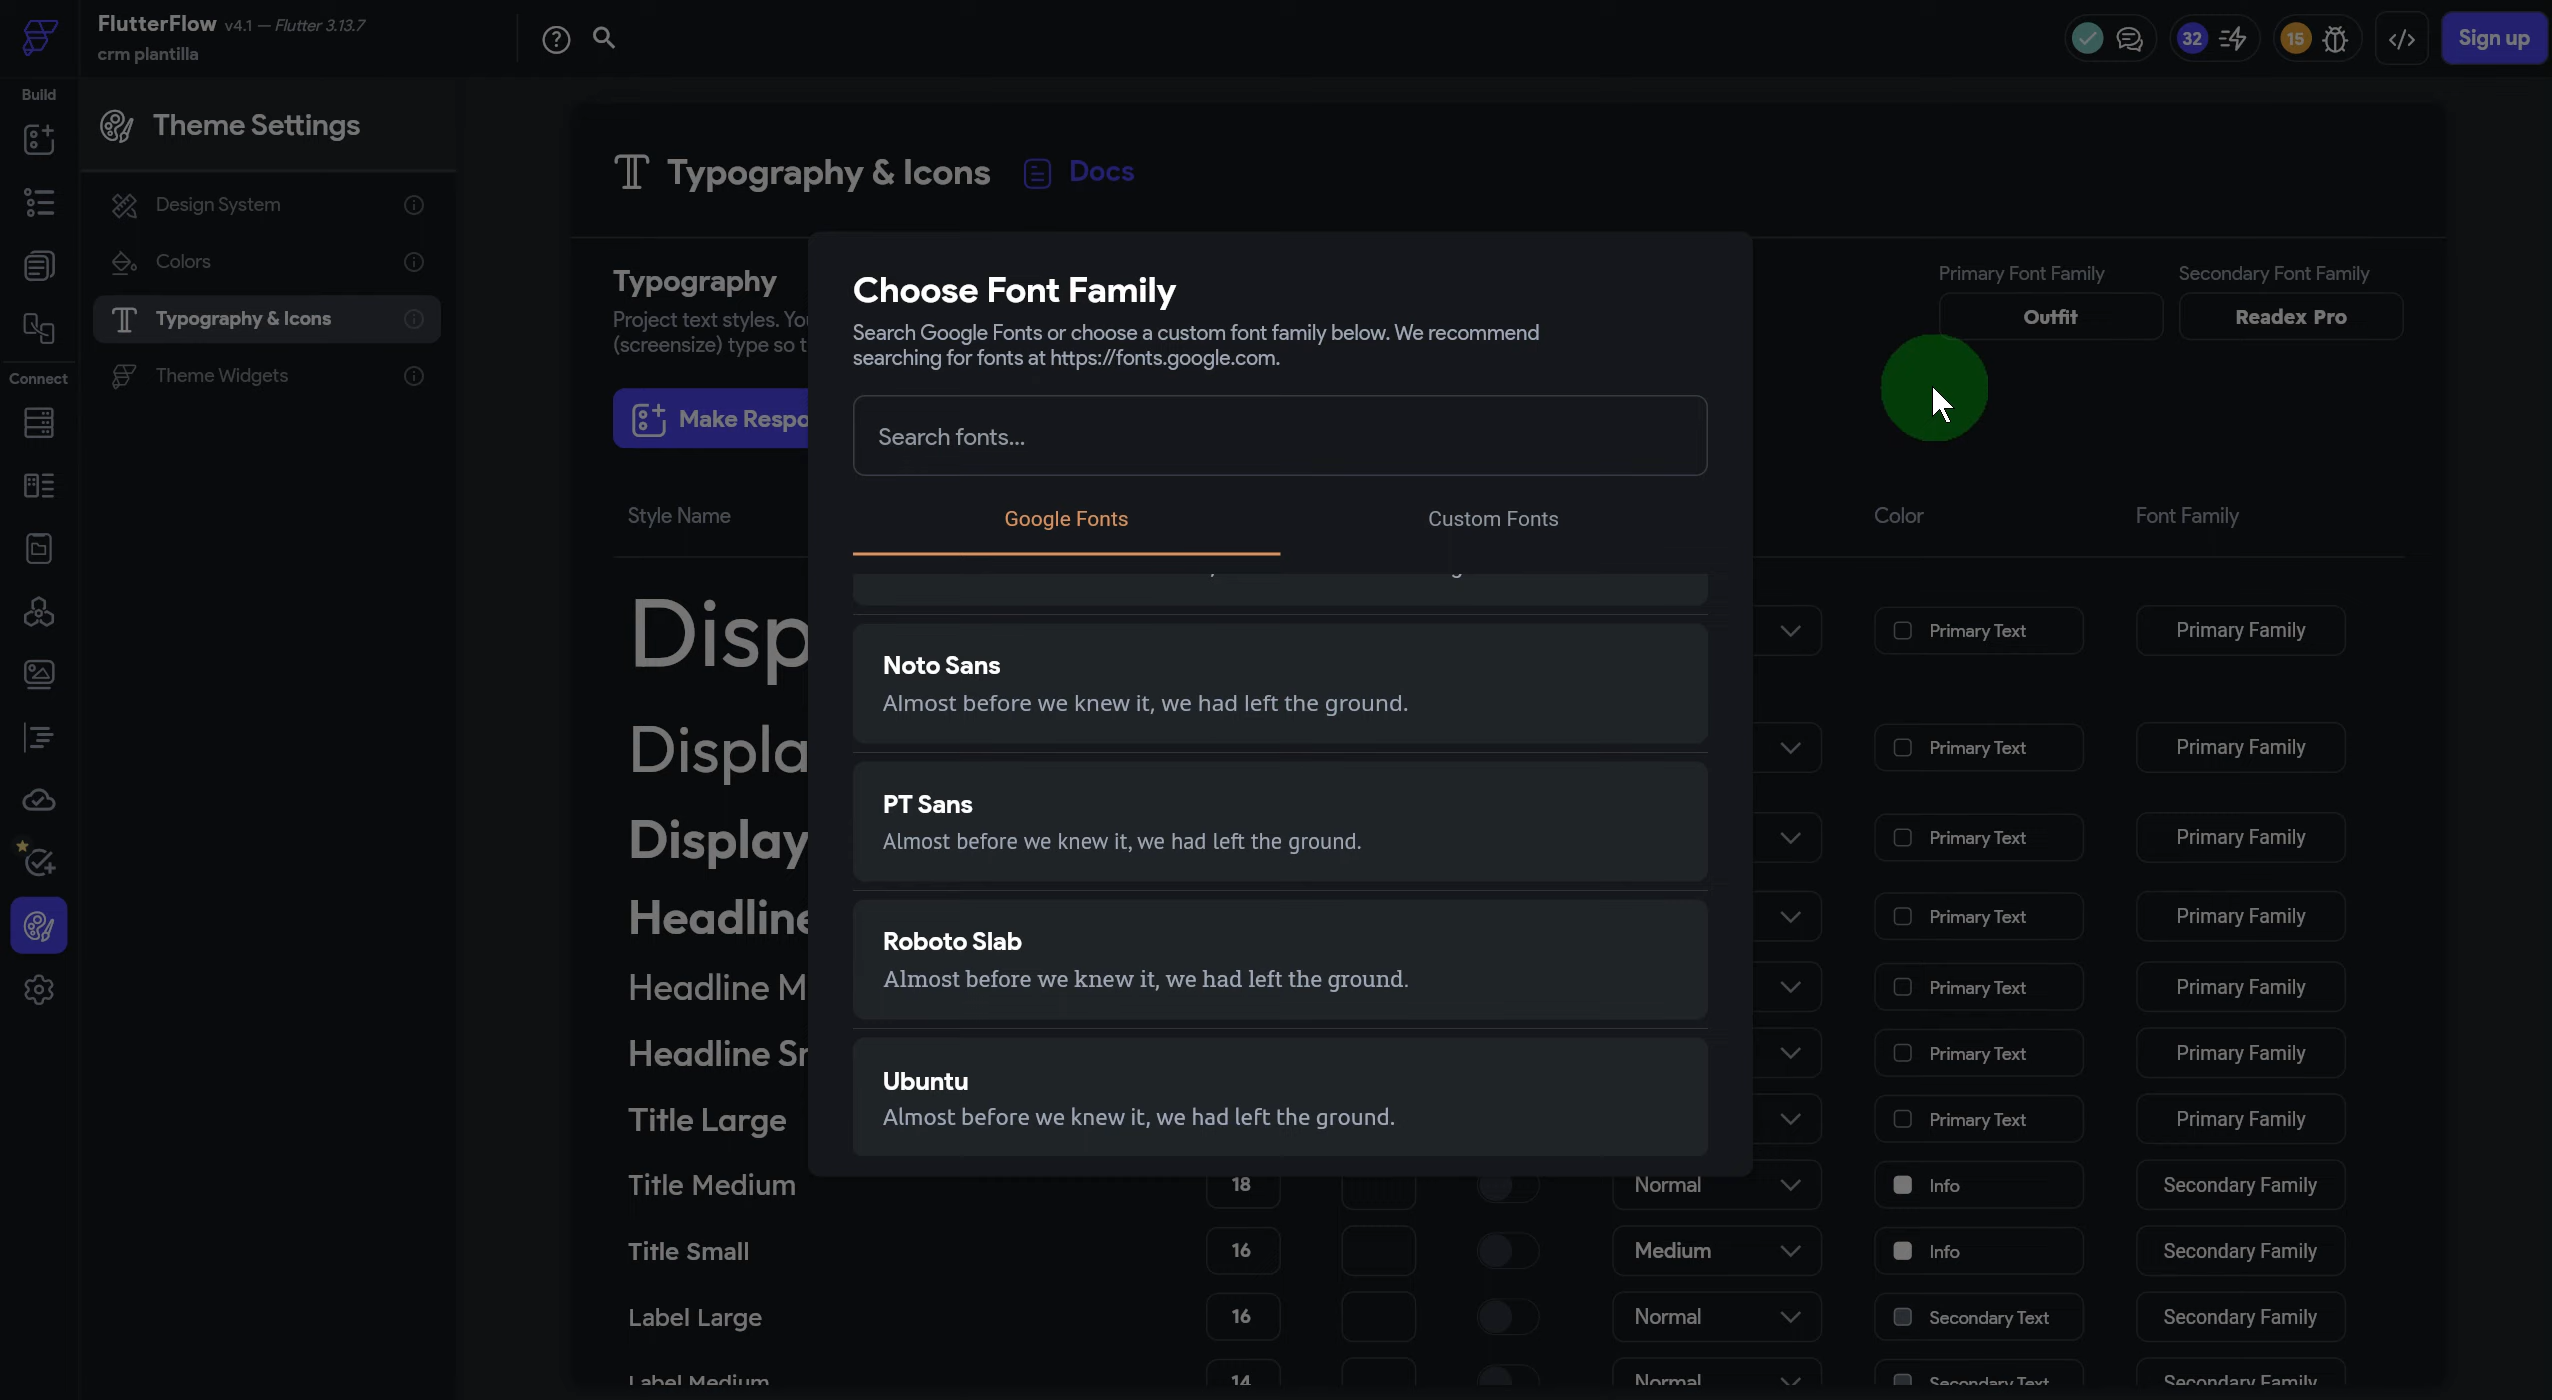 FlutterFlow v4.1 — Flutter 3.13.7
crm plantilla
32
15
Sign up
Build
Connect
Theme Settings
Design System
Colors
Typography & Icons
Theme Widgets
Typography & Icons
Docs
Typography
Project text styles. You
(screensize) type so t
Make Respo
Primary Font Family
Secondary Font Family
Outfit
Readex Pro
Choose Font Family
Search Google Fonts or choose a custom font family below. We recommend
searching for fonts at https://fonts.google.com.
Search fonts...
Google Fonts
Custom Fonts
Noto Sans
Almost before we knew it, we had left the ground.
PT Sans
Almost before we knew it, we had left the ground.
Roboto Slab
Almost before we knew it, we had left the ground.
Ubuntu
Almost before we knew it, we had left the ground.
Style Name
Color
Font Family
Disp
Primary Text
Primary Family
Displa
Primary Text
Primary Family
Display
Primary Text
Primary Family
Headline
Primary Text
Primary Family
Headline M
Primary Text
Primary Family
Headline Sm
Primary Text
Primary Family
Title Large
Primary Text
Primary Family
Title Medium
18
Normal
Info
Secondary Family
Title Small
16
Medium
Info
Secondary Family
Label Large
16
Normal
Secondary Text
Secondary Family
Label Medium
14
Normal
Secondary Text
Secondary Family